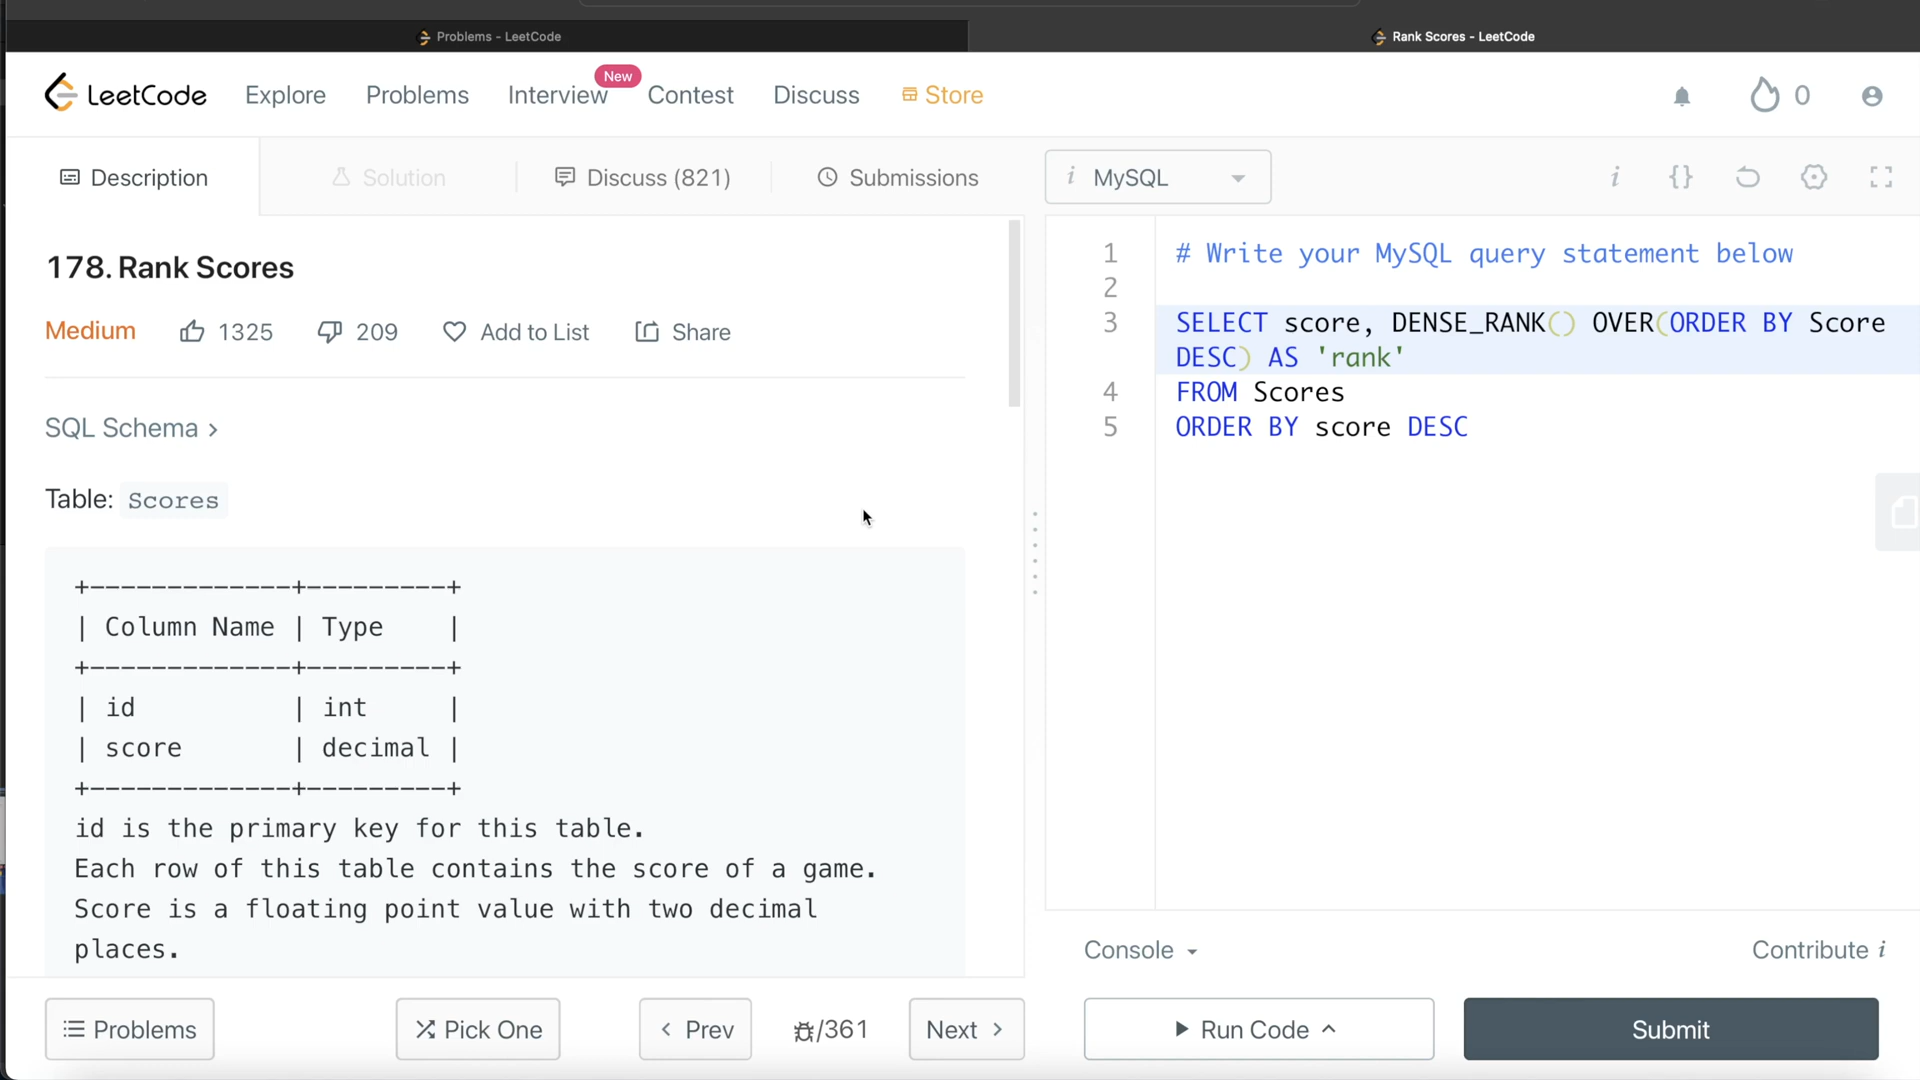 Problems - LeetCode
Rank Scores - LeetCode
LeetCode Explore Problems Interview New Contest Discuss Store 0
Description Solution Discuss (821) Submissions
178. Rank Scores
Medium 1325 209 Add to List Share
SQL Schema >
Table: Scores
+-------------+---------+
| Column Name | Type    |
+-------------+---------+
| id          | int     |
| score       | decimal |
+-------------+---------+
id is the primary key for this table.
Each row of this table contains the score of a game.
Score is a floating point value with two decimal
places.
Problems Pick One < Prev /361 Next >
i MySQL
i {}
1 # Write your MySQL query statement below
2
3 SELECT score, DENSE_RANK() OVER(ORDER BY Score
DESC) AS 'rank'
4 FROM Scores
5 ORDER BY score DESC
Console Contribute i
Run Code Submit